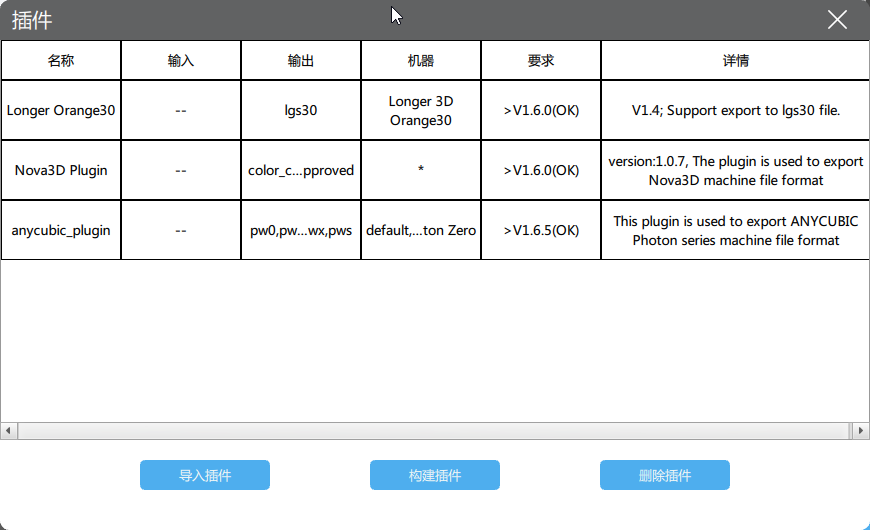 插件
名称 输入 输出 机器 要求 详情
Longer Orange30 -- lgs30 Longer 3D Orange30 >V1.6.0(OK) V1.4; Support export to lgs30 file.
Nova3D Plugin -- color_c...pproved * >V1.6.0(OK) version:1.0.7, The plugin is used to export Nova3D machine file format
anycubic_plugin -- pw0,pw...wx,pws default,...ton Zero >V1.6.5(OK) This plugin is used to export ANYCUBIC Photon series machine file format
导入插件 构建插件 删除插件